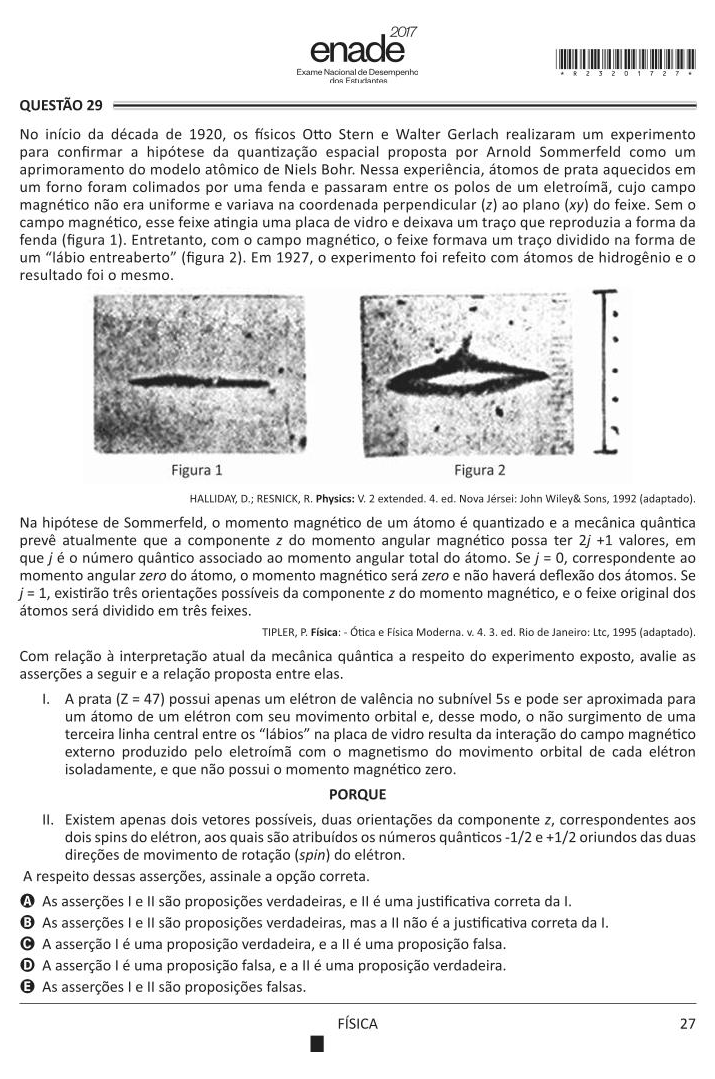 2017
enade
Exame Nacional de Desempenho
dos Estudantes
* R 2 3 2 0 1 7 2 7 *
QUESTÃO 29
No início da década de 1920, os físicos Otto Stern e Walter Gerlach realizaram um experimento
para confirmar a hipótese da quantização espacial proposta por Arnold Sommerfeld como um
aprimoramento do modelo atômico de Niels Bohr. Nessa experiência, átomos de prata aquecidos em
um forno foram colimados por uma fenda e passaram entre os polos de um eletroímã, cujo campo
magnético não era uniforme e variava na coordenada perpendicular (z) ao plano (xy) do feixe. Sem o
campo magnético, esse feixe atingia uma placa de vidro e deixava um traço que reproduzia a forma da
fenda (figura 1). Entretanto, com o campo magnético, o feixe formava um traço dividido na forma de
um “lábio entreaberto” (figura 2). Em 1927, o experimento foi refeito com átomos de hidrogênio e o
resultado foi o mesmo.
Figura 1
Figura 2
HALLIDAY, D.; RESNICK, R. Physics: V. 2 extended. 4. ed. Nova Jérsei: John Wiley& Sons, 1992 (adaptado).
Na hipótese de Sommerfeld, o momento magnético de um átomo é quantizado e a mecânica quântica
prevê atualmente que a componente z do momento angular magnético possa ter 2j +1 valores, em
que j é o número quântico associado ao momento angular total do átomo. Se j = 0, correspondente ao
momento angular zero do átomo, o momento magnético será zero e não haverá deflexão dos átomos. Se
j = 1, existirão três orientações possíveis da componente z do momento magnético, e o feixe original dos
átomos será dividido em três feixes.
TIPLER, P. Física: - Ótica e Física Moderna. v. 4. 3. ed. Rio de Janeiro: Ltc, 1995 (adaptado).
Com relação à interpretação atual da mecânica quântica a respeito do experimento exposto, avalie as
asserções a seguir e a relação proposta entre elas.
I. A prata (Z = 47) possui apenas um elétron de valência no subnível 5s e pode ser aproximada para
um átomo de um elétron com seu movimento orbital e, desse modo, o não surgimento de uma
terceira linha central entre os “lábios” na placa de vidro resulta da interação do campo magnético
externo produzido pelo eletroímã com o magnetismo do movimento orbital de cada elétron
isoladamente, e que não possui o momento magnético zero.
PORQUE
II. Existem apenas dois vetores possíveis, duas orientações da componente z, correspondentes aos
dois spins do elétron, aos quais são atribuídos os números quânticos -1/2 e +1/2 oriundos das duas
direções de movimento de rotação (spin) do elétron.
A respeito dessas asserções, assinale a opção correta.
A As asserções I e II são proposições verdadeiras, e II é uma justificativa correta da I.
B As asserções I e II são proposições verdadeiras, mas a II não é a justificativa correta da I.
C A asserção I é uma proposição verdadeira, e a II é uma proposição falsa.
D A asserção I é uma proposição falsa, e a II é uma proposição verdadeira.
E As asserções I e II são proposições falsas.
FÍSICA
27